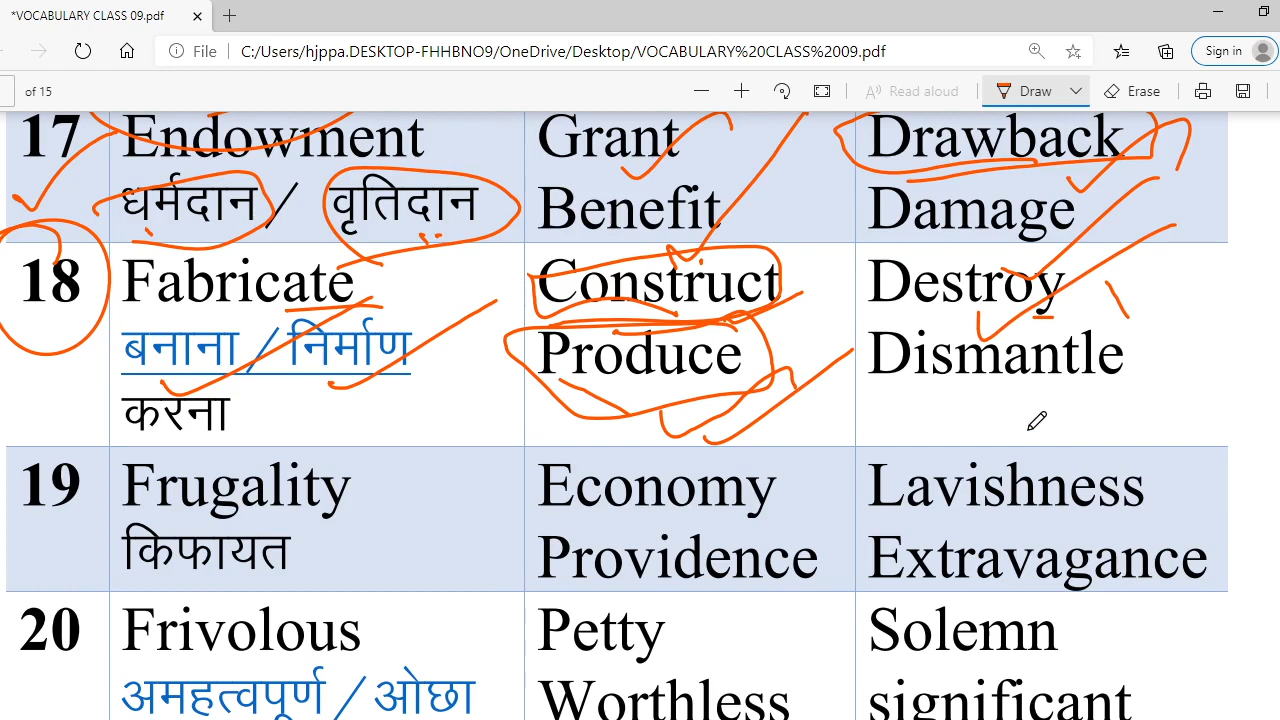 *VOCABULARY CLASS 09.pdf
File C:/Users/hjppa.DESKTOP-FHHBNO9/OneDrive/Desktop/VOCABULARY%20CLASS%2009.pdf Sign in
of 15 Read aloud Draw Erase
17 Endowment Grant Drawback
धर्मदान / वृतिदान Benefit Damage
18 Fabricate Construct Destroy
बनाना / निर्माण Produce Dismantle
करना
19 Frugality Economy Lavishness
किफायत Providence Extravagance
20 Frivolous Petty Solemn
अमहत्वपूर्ण / ओछा Worthless significant